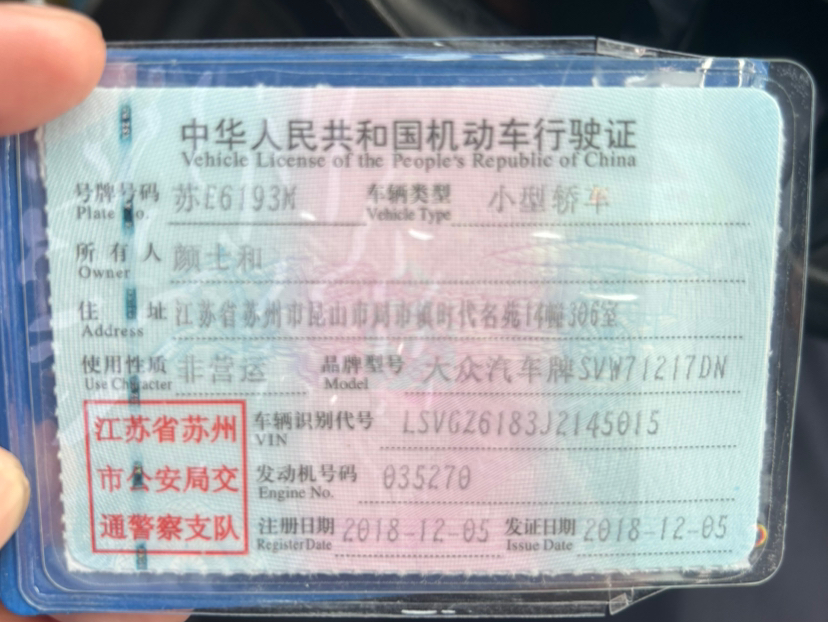 中华人民共和国机动车行驶证
Vehicle License of the People's Republic of China
号牌号码 苏E6193M 车辆类型 小型轿车
Plate No. Vehicle Type
所有人 颜士和
Owner
住址 江苏省苏州市昆山市周市镇时代名苑14幢306室
Address
使用性质 非营运 品牌型号 大众汽车牌SVW71217DN
Use Character Model
江苏省苏州 车辆识别代号 LSVGZ6183J2145015
VIN
市公安局交 发动机号码 035270
Engine No.
通警察支队 注册日期 2018-12-05 发证日期 2018-12-05
Register Date Issue Date